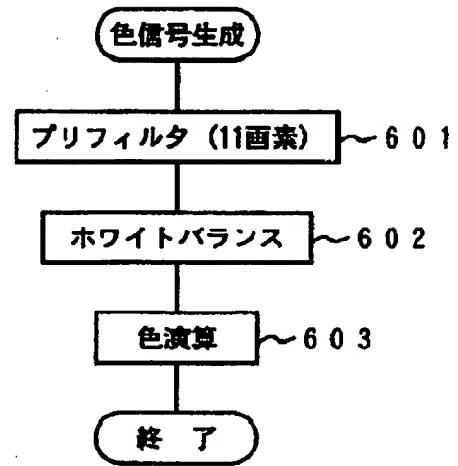 色信号生成
プリフィルタ（11画素） 601
ホワイトバランス 602
色演算 603
終 了